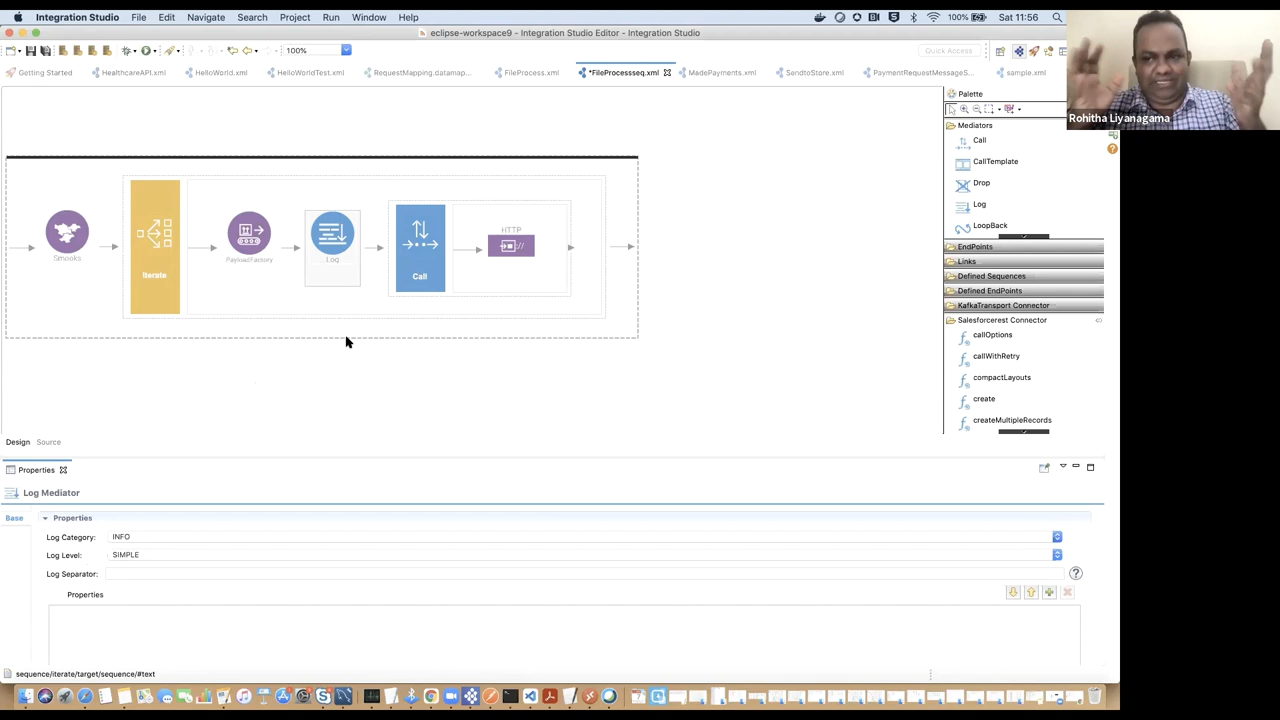 Integration Studio File Edit Navigate Search Project Run Window Help 100% Sat 11:56
eclipse-workspace9 - Integration Studio Editor - Integration Studio
100%
Quick Access
Getting Started HealthcareAPI.xml HelloWorld.xml HelloWorldTest.xml RequestMapping.datamap... FileProcess.xml *FileProcessseq.xml MadePayments.xml SendtoStore.xml PaymentRequestMessageS... sample.xml
Rohitha Liyanagama
Palette
Mediators
Call
CallTemplate
Drop
Log
LoopBack
EndPoints
Links
Defined Sequences
Defined EndPoints
KafkaTransport Connector
Salesforcerest Connector
callOptions
callWithRetry
compactLayouts
create
createMultipleRecords
Smooks
Iterate
PayloadFactory
Log
Call
HTTP
Design Source
Properties
Log Mediator
Base
Properties
Log Category: INFO
Log Level: SIMPLE
Log Separator:
Properties
sequence/iterate/target/sequence/#text